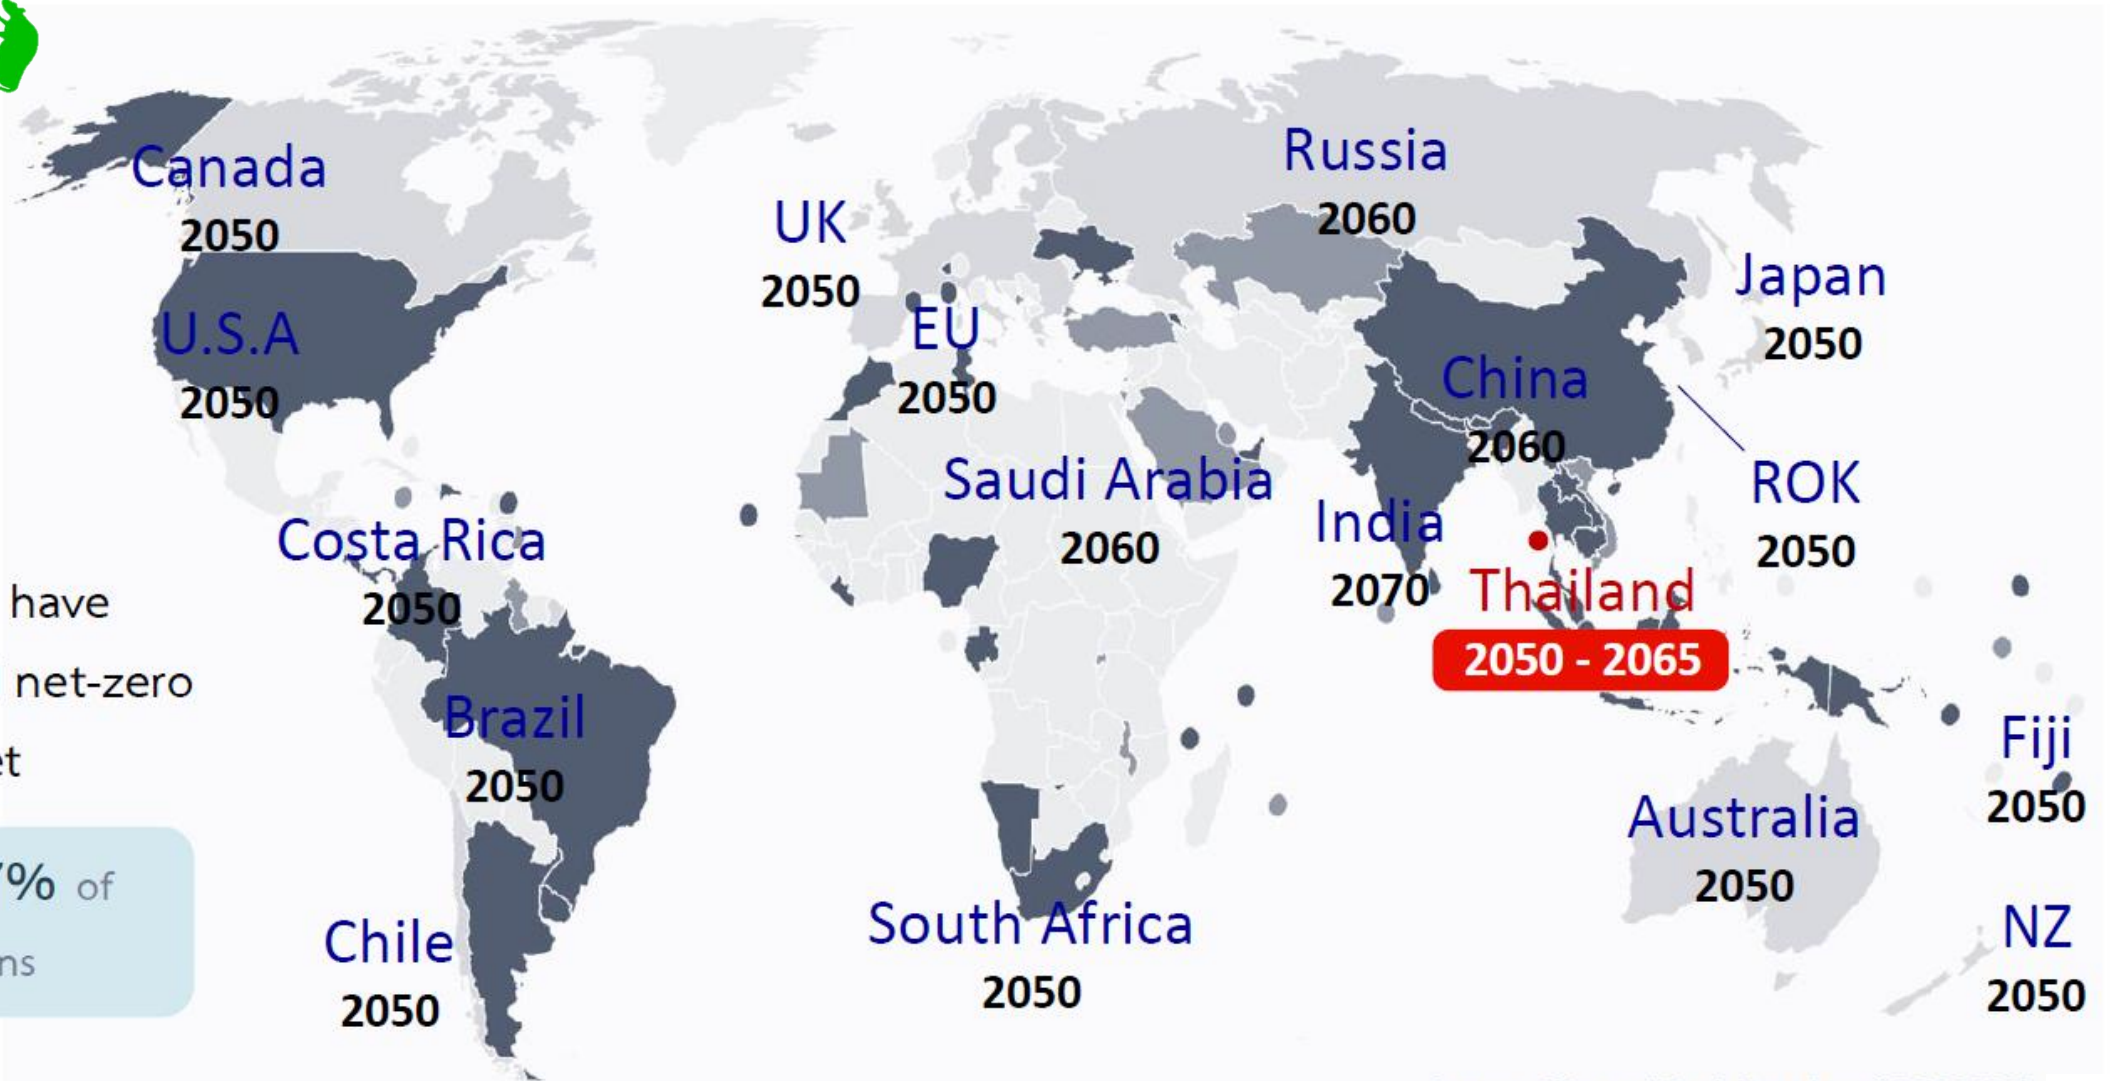 Canada
2050
U.S.A
2050
Costa Rica
2050
Brazil
2050
Chile
2050
UK
2050
EU
2050
Saudi Arabia
2060
South Africa
2050
Russia
2060
China
2060
India
2070
Thailand
2050 - 2065
Japan
2050
ROK
2050
Australia
2050
Fiji
2050
NZ
2050
have
net-zero
% of